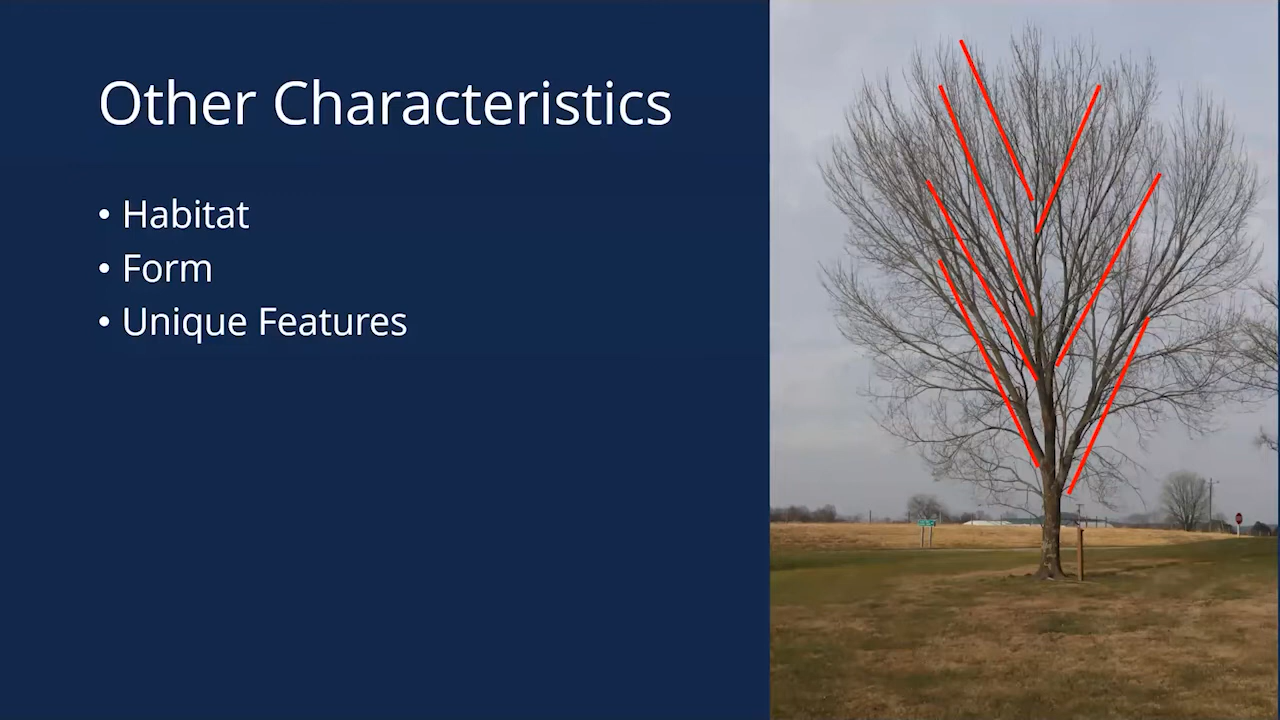 Other Characteristics
• Habitat
• Form
• Unique Features